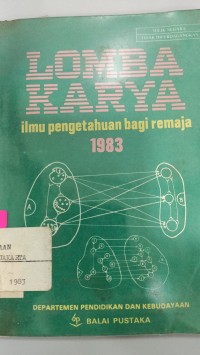 LOMBA
KARYA
ilmu pengetahuan bagi remaja
1983
A
B
1983
DEPARTEMEN PENDIDIKAN DAN KEBUDAYAAN
BALAI PUSTAKA